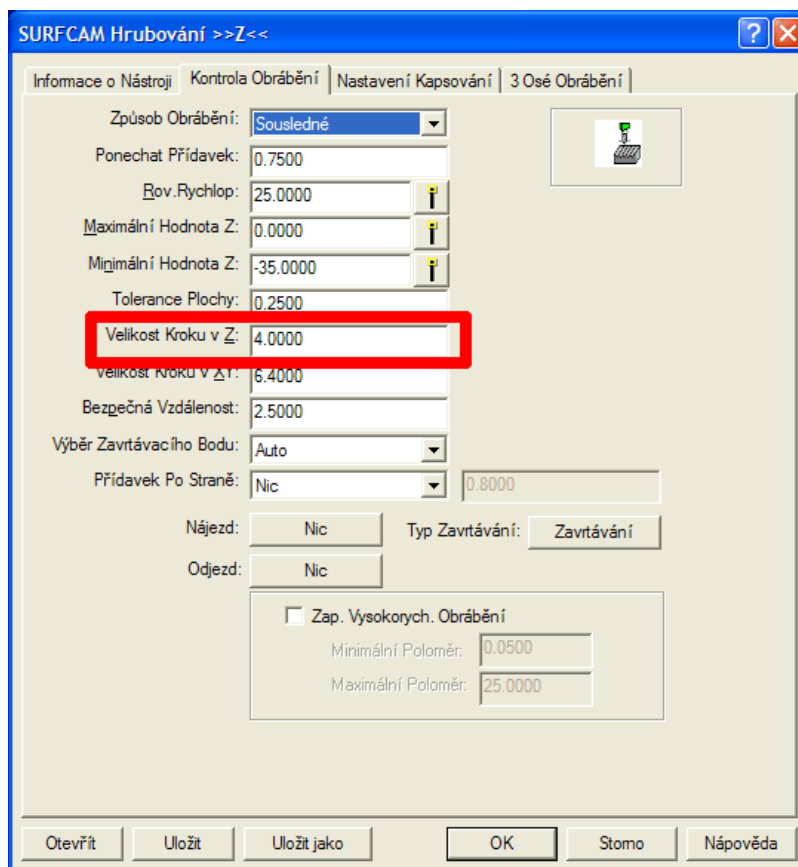 SURFCAM Hrubování >>Z<<
Informace o Nástroji Kontrola Obrábění Nastavení Kapsování 3 Osé Obrábění
Způsob Obrábění: Sousledné
Ponechat Přídavek: 0.7500
Rov.Rychlop: 25.0000
Maximální Hodnota Z: 0.0000
Minimální Hodnota Z: -35.0000
Tolerance Plochy: 0.2500
Velikost Kroku v Z: 4.0000
Velikost Kroku v XY: 6.4000
Bezpečná Vzdálenost: 2.5000
Výběr Zavrtávacího Bodu: Auto
Přídavek Po Straně: Nic 0.8000
Nájezd: Nic Typ Zavrtávání: Zavrtávání
Odjezd: Nic
Zap. Vysokorych. Obrábění
Minimální Poloměr: 0.0500
Maximální Poloměr: 25.0000
Otevřít Uložit Uložit jako OK Storno Nápověda